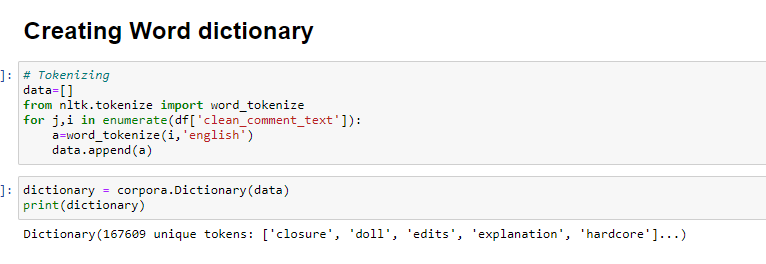 Creating Word dictionary
]: # Tokenizing
data=[]
from nltk.tokenize import word_tokenize
for j,i in enumerate(df['clean_comment_text']):
    a=word_tokenize(i,'english')
    data.append(a)
]: dictionary = corpora.Dictionary(data)
print(dictionary)
Dictionary(167609 unique tokens: ['closure', 'doll', 'edits', 'explanation', 'hardcore']...)